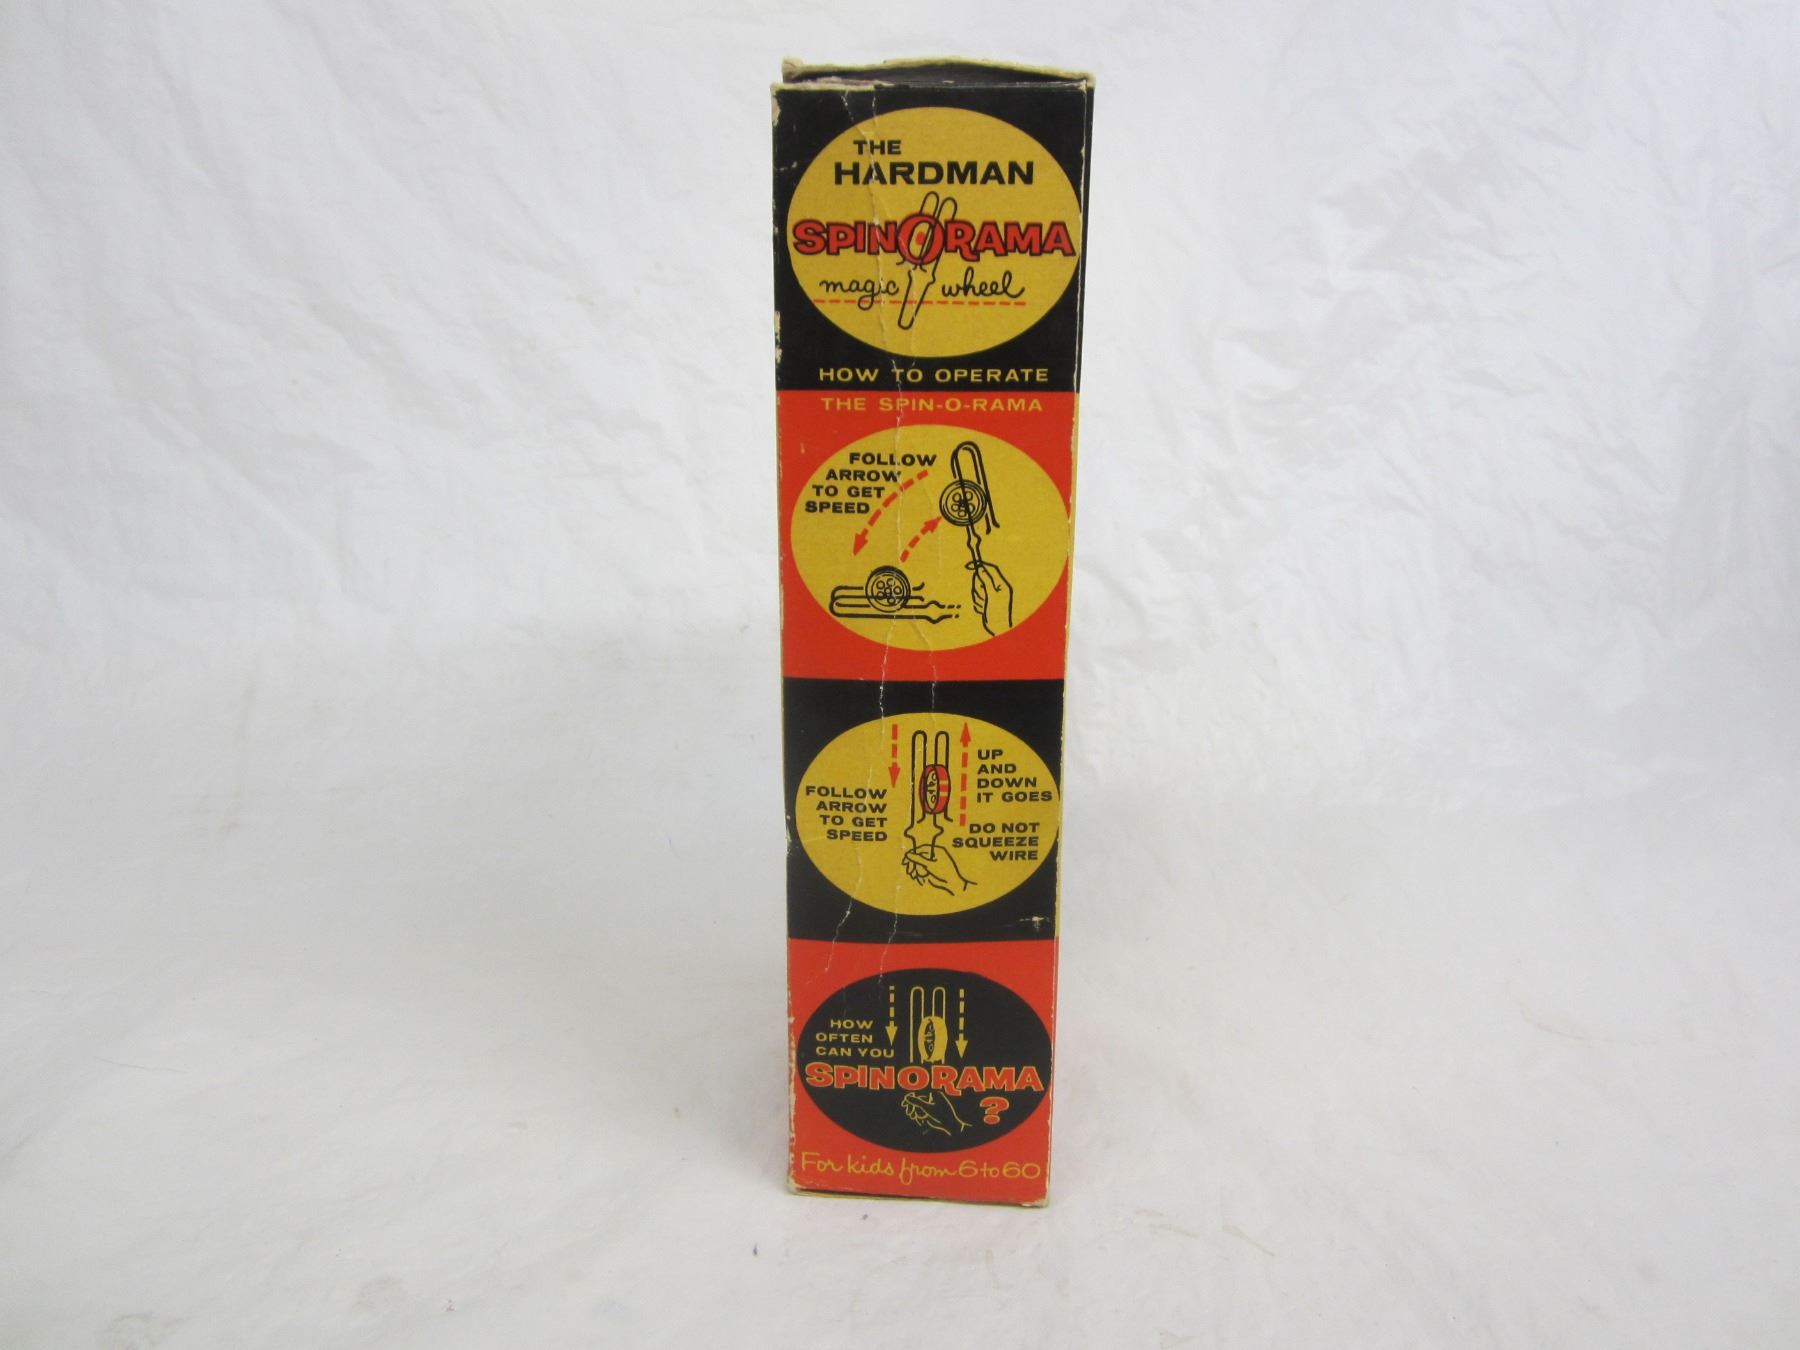 THE
HARDMAN
SPINORAMA
magic wheel
HOW TO OPERATE
THE SPIN-O-RAMA
FOLLOW
ARROW
TO GET
SPEED
FOLLOW
ARROW
TO GET
SPEED
UP
AND
DOWN
IT GOES
DO NOT
SQUEEZE
WIRE
HOW
OFTEN
CAN YOU
SPINORAMA
?
For kids from 6 to 60